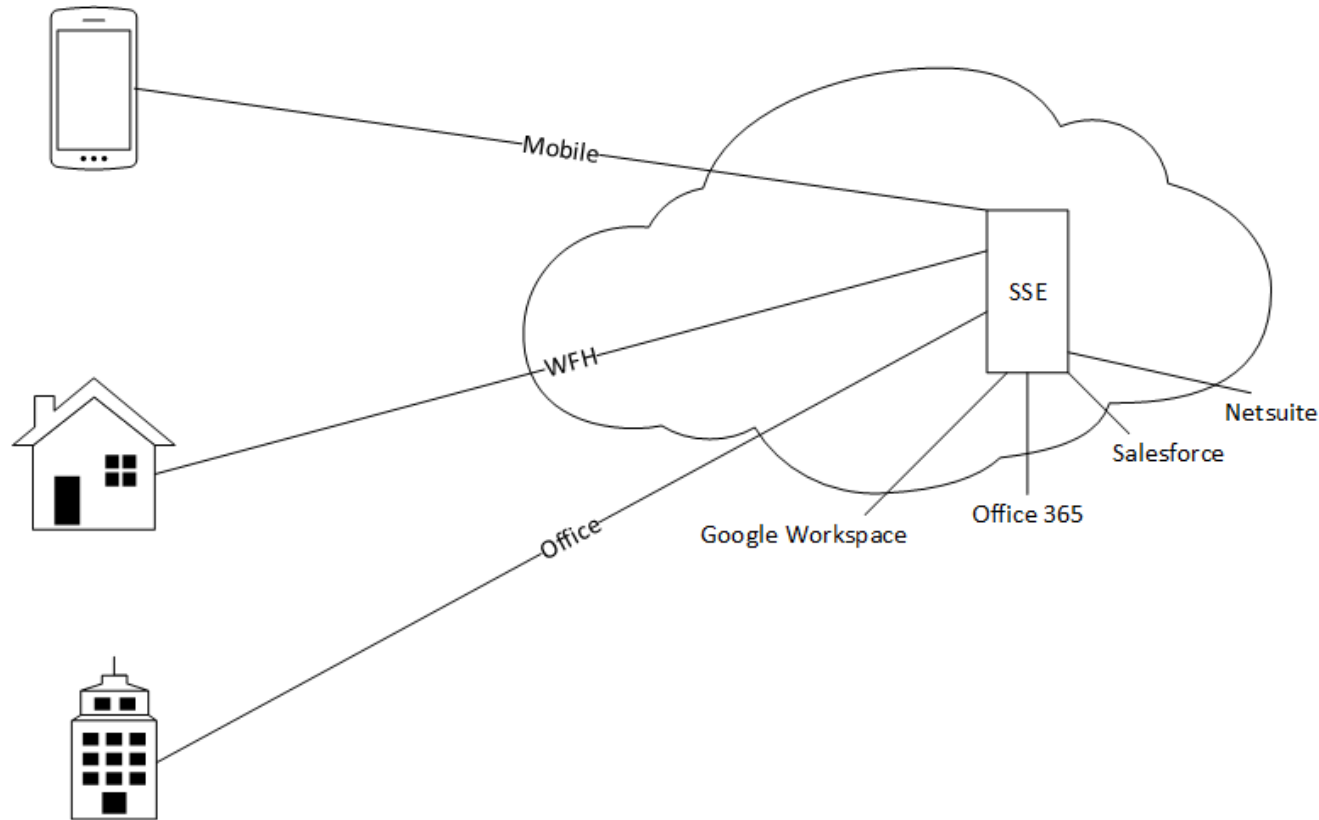 Mobile
SSE
WFH
Netsuite
Salesforce
Office 365
Google Workspace
Office